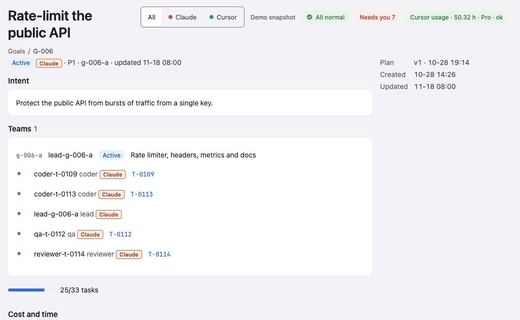 Rate-limit the public API
All Claude Cursor Demo snapshot All normal Needs you 7 Cursor usage · 50.32 h · Pro · ok
Goals / G-006
Active Claude · P1 · g-006-a · updated 11-18 08:00
Plan v1 · 10-28 19:14
Created 10-28 14:26
Updated 11-18 08:00
Intent
Protect the public API from bursts of traffic from a single key.
Teams 1
g-006-a lead-g-006-a Active Rate limiter, headers, metrics and docs
coder-t-0109 coder Claude T-0109
coder-t-0113 coder Claude T-0113
lead-g-006-a lead Claude
qa-t-0112 qa Claude T-0112
reviewer-t-0114 reviewer Claude T-0114
25/33 tasks
Cost and time